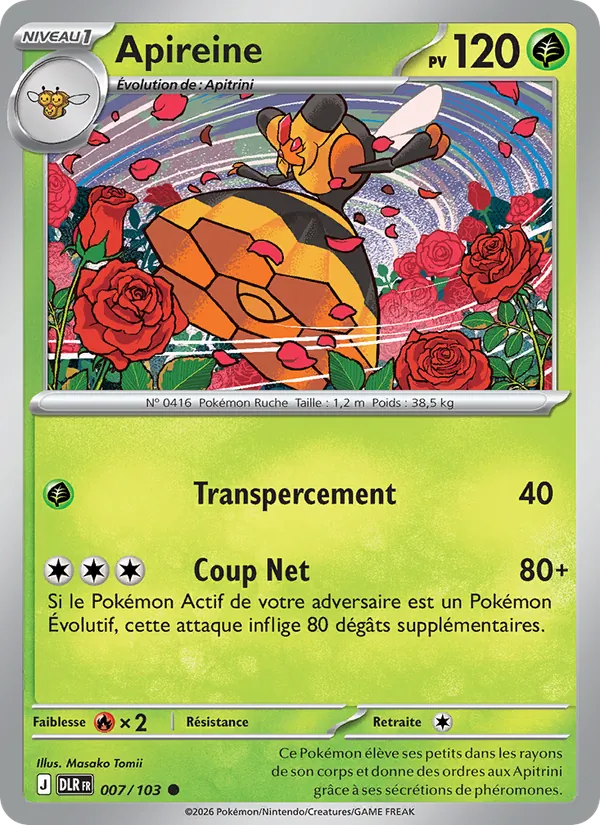 NIVEAU 1
Apireine
PV 120
Évolution de : Apitrini
N° 0416 Pokémon Ruche Taille : 1,2 m Poids : 38,5 kg
Transpercement 40
Coup Net 80+
Si le Pokémon Actif de votre adversaire est un Pokémon
Évolutif, cette attaque inflige 80 dégâts supplémentaires.
Faiblesse × 2 Résistance Retraite
Illus. Masako Tomii
Ce Pokémon élève ses petits dans les rayons
de son corps et donne des ordres aux Apitrini
grâce à ses sécrétions de phéromones.
J DLR FR 007/103
©2026 Pokémon/Nintendo/Creatures/GAME FREAK